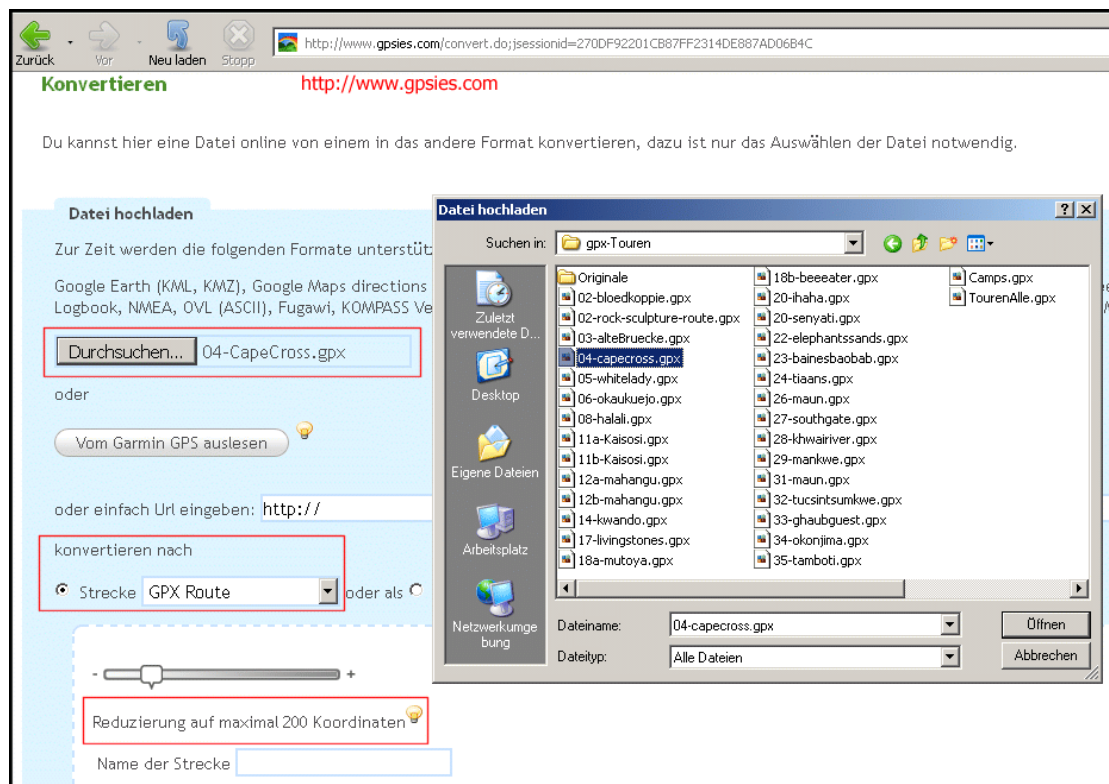 Zurück
Vor
Neu laden
Stopp
http://www.gpsies.com/convert.do;jsessionid=270DF92201CB87FF2314DE887AD06B4C
Konvertieren
http://www.gpsies.com
Du kannst hier eine Datei online von einem in das andere Format konvertieren, dazu ist nur das Auswählen der Datei notwendig.
Datei hochladen
Zur Zeit werden die folgenden Formate
Google Earth (KML, KMZ), Google Maps directions
Logbook, NMEA, OVL (ASCII), Fugawi, KOMPASS
Durchsuchen... 04-CapeCross.gpx
oder
Vom Garmin GPS auslesen
oder einfach Url eingeben: http://
konvertieren nach
Strecke GPX Route oder als
- +
Reduzierung auf maximal 200 Koordinaten
Name der Strecke
Datei hochladen
Suchen in: gpx-Touren
Zuletzt
verwendete D...
Desktop
Eigene Dateien
Arbeitsplatz
Netzwerkumge
bung
Originale
02-bloedkoppie.gpx
02-rock-sculpture-route.gpx
03-alteBruecke.gpx
04-capecross.gpx
05-whitelady.gpx
06-okaukuejo.gpx
08-halali.gpx
11a-Kaisosi.gpx
11b-Kaisosi.gpx
12a-mahangu.gpx
12b-mahangu.gpx
14-kwando.gpx
17-livingstones.gpx
18a-mutoya.gpx
18b-beeeater.gpx
20-ihaha.gpx
20-senyati.gpx
22-elephantssands.gpx
23-bainesbaobab.gpx
24-tiaans.gpx
26-maun.gpx
27-southgate.gpx
28-khwairiver.gpx
29-mankwe.gpx
31-maun.gpx
32-tucsintsumkwe.gpx
33-ghaubguest.gpx
34-okonjima.gpx
35-tamboti.gpx
Camps.gpx
TourenAlle.gpx
Dateiname: 04-capecross.gpx
Öffnen
Dateityp: Alle Dateien
Abbrechen